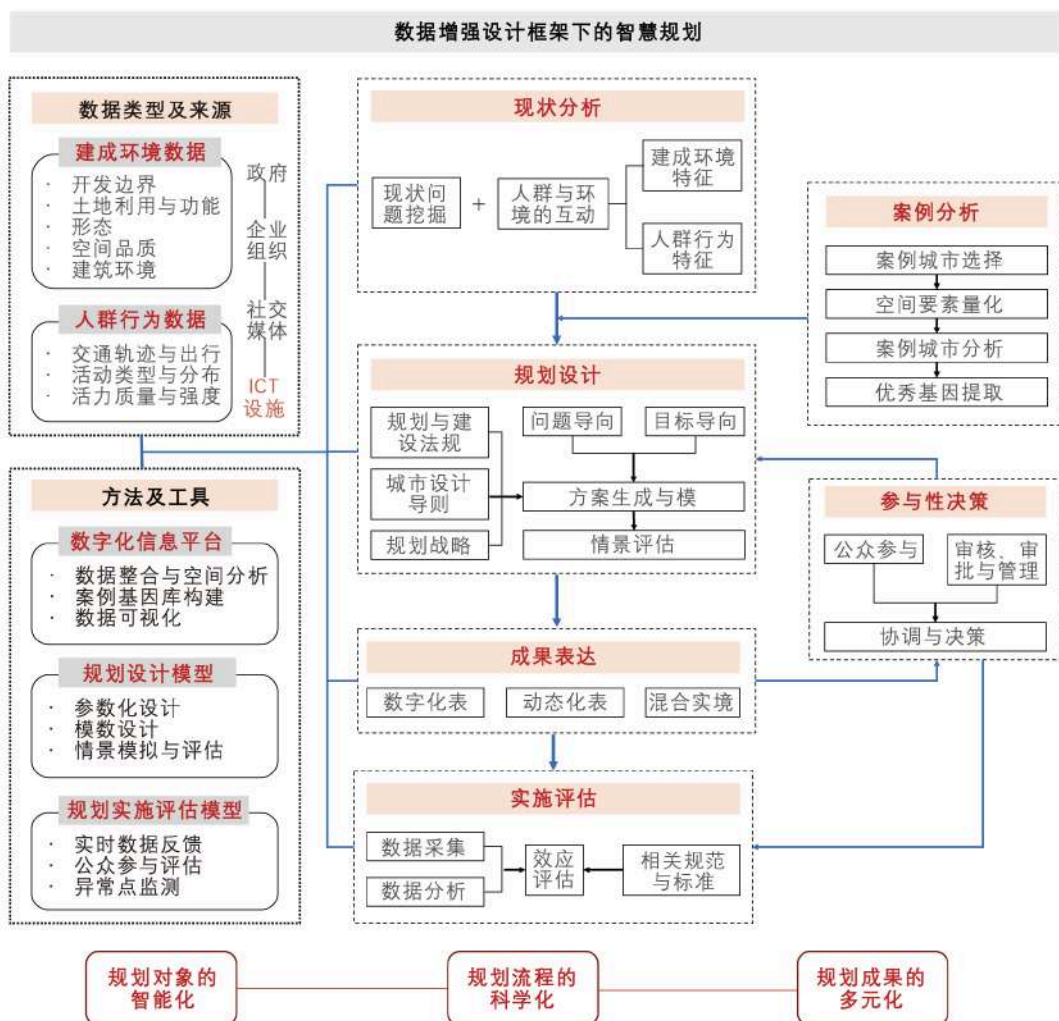 数据增强设计框架下的智慧规划
数据类型及来源
建成环境数据
· 开发边界
· 土地利用与功能
· 形态
· 空间品质
· 建筑环境
人群行为数据
· 交通轨迹与出行
· 活动类型与分布
· 活力质量与强度
政府
企业
组织
社交
媒体
ICT
设施
方法及工具
数字化信息平台
· 数据整合与空间分析
· 案例基因库构建
· 数据可视化
规划设计模型
· 参数化设计
· 模数设计
· 情景模拟与评估
规划实施评估模型
· 实时数据反馈
· 公众参与评估
· 异常点监测
现状分析
现状问
题挖掘
+
人群与环
境的互动
建成环境
特征
人群行为
特征
规划设计
规划与建
设法规
城市设计
导则
规划战略
问题导向
目标导向
方案生成与模
情景评估
成果表达
数字化表
动态化表
混合实境
实施评估
数据采集
数据分析
效应
评估
相关规范
与标准
案例分析
案例城市选择
空间要素量化
案例城市分析
优秀基因提取
参与性决策
公众参与
审核、审
批与管理
协调与决策
规划对象的
智能化
规划流程的
科学化
规划成果的
多元化